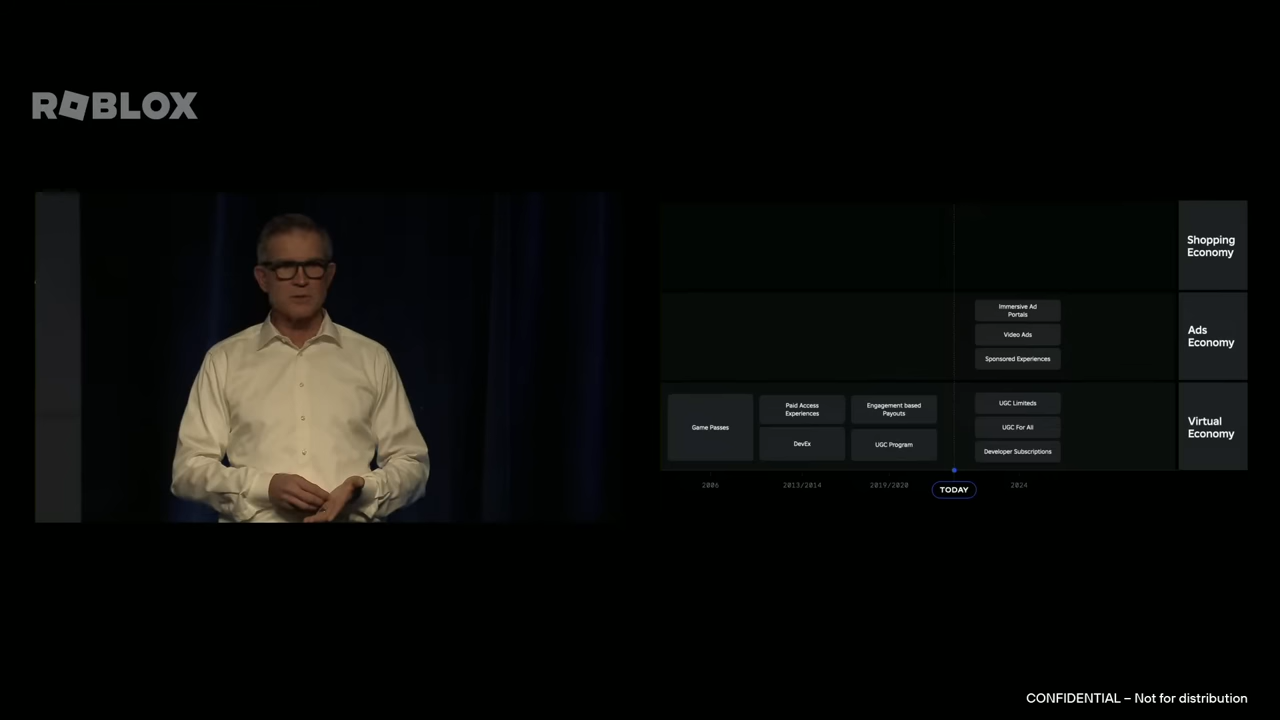 ROBLOX
Shopping
Economy
Immersive Ad
Portals
Video Ads
Sponsored Experiences
Ads
Economy
Game Passes
Paid Access
Experiences
DevEx
Engagement based
Payouts
UGC Program
UGC Limiteds
UGC For All
Developer Subscriptions
Virtual
Economy
2006
2013/2014
2019/2020
TODAY
2024
CONFIDENTIAL – Not for distribution